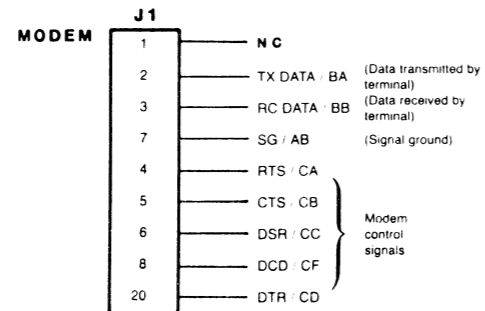 J1
MODEM
1 NC
2 TX DATA / BA (Data transmitted by terminal)
3 RC DATA / BB (Data received by terminal)
7 SG / AB (Signal ground)
4 RTS / CA
5 CTS / CB
6 DSR / CC
8 DCD / CF
20 DTR / CD
Modem
control
signals